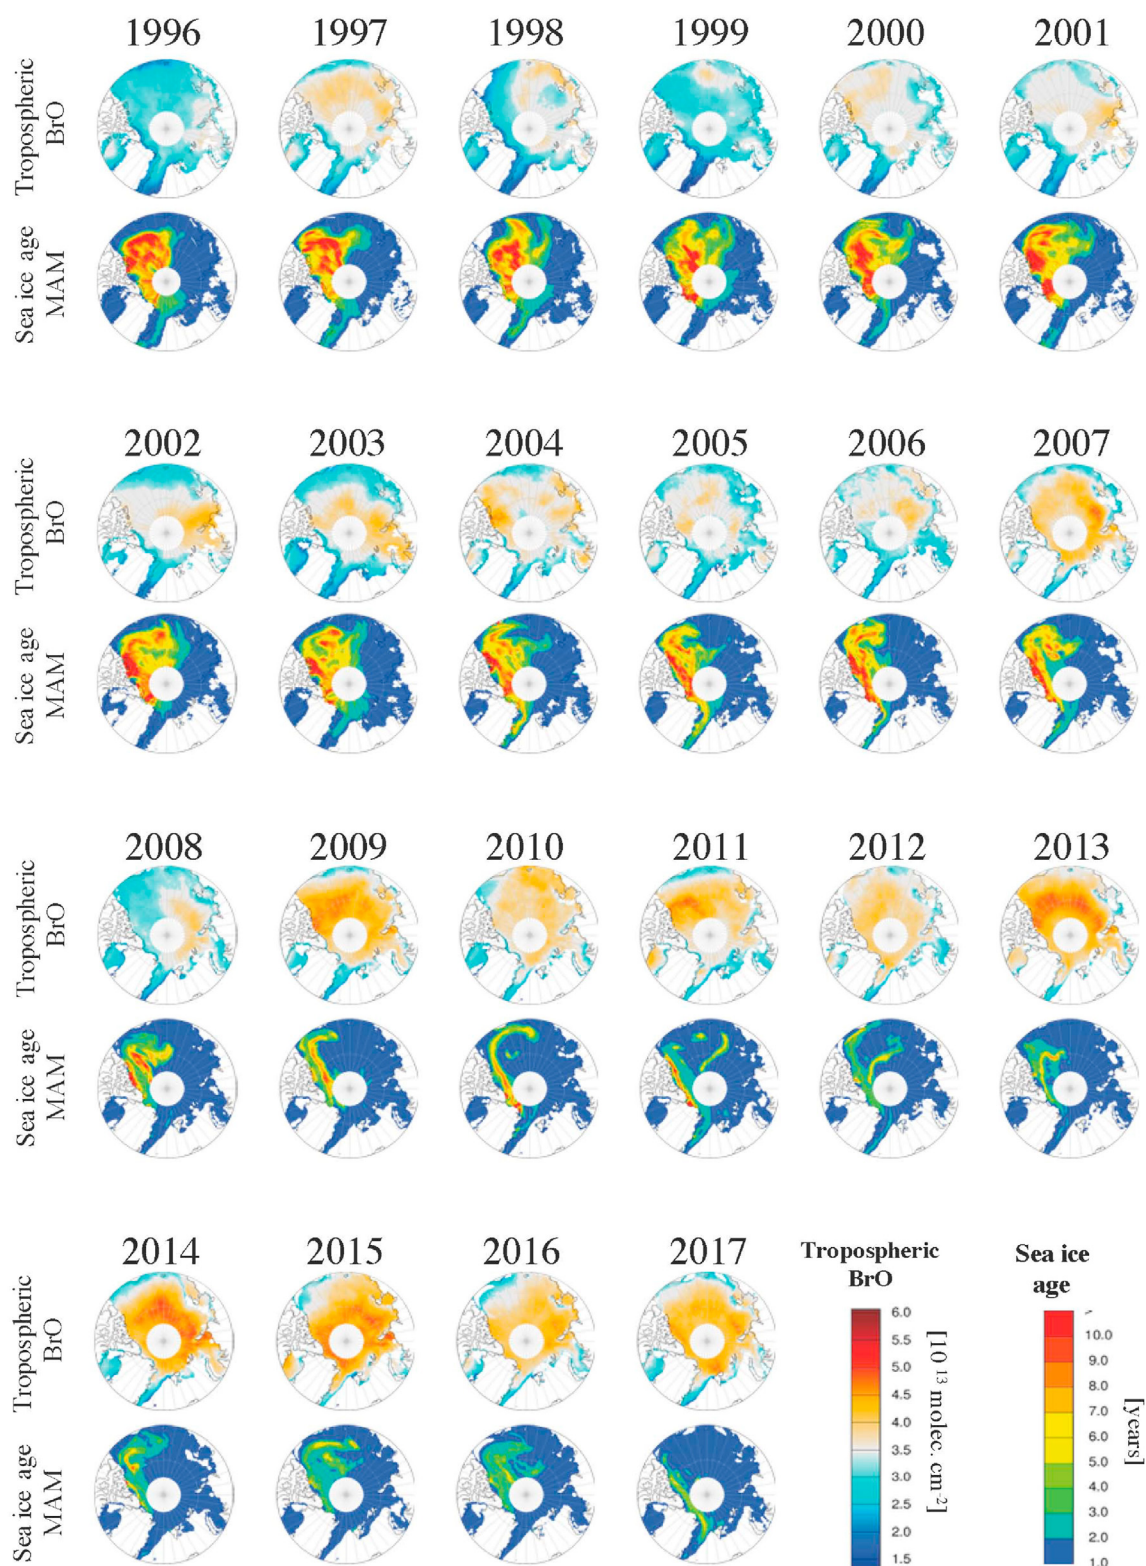 1996 1997 1998 1999 2000 2001
Tropospheric
BrO
Sea ice age
MAM
2002 2003 2004 2005 2006 2007
Tropospheric
BrO
Sea ice age
MAM
2008 2009 2010 2011 2012 2013
Tropospheric
BrO
Sea ice age
MAM
2014 2015 2016 2017
Tropospheric
BrO
Sea ice age
MAM
Tropospheric
BrO
6.0
5.5
5.0
4.5
4.0
3.5
3.0
2.5
2.0
1.5
[10 13 molec. cm-2]
Sea ice
age
>
10.0
9.0
8.0
7.0
6.0
5.0
4.0
3.0
2.0
1.0
[years]